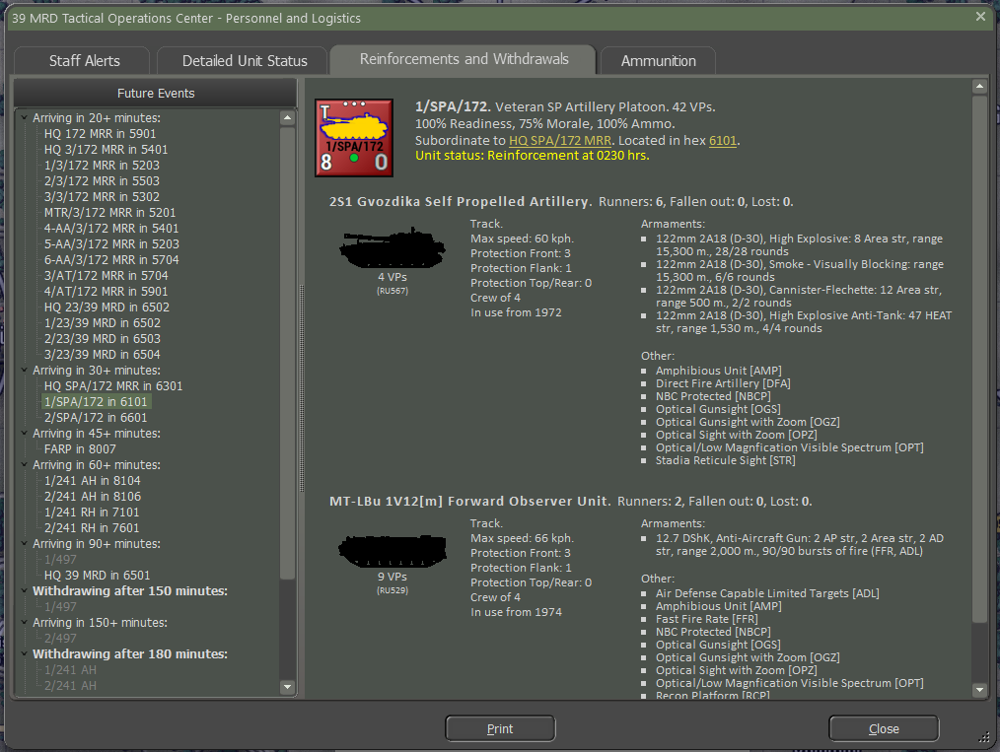 39 MRD Tactical Operations Center - Personnel and Logistics
Staff Alerts
Detailed Unit Status
Reinforcements and Withdrawals
Ammunition
Future Events
Arriving in 20+ minutes:
HQ 172 MRR in 5901
HQ 3/172 MRR in 5401
1/3/172 MRR in 5203
2/3/172 MRR in 5503
3/3/172 MRR in 5302
MTR/3/172 MRR in 5201
4-AA/3/172 MRR in 5401
5-AA/3/172 MRR in 5203
6-AA/3/172 MRR in 5704
3/AT/172 MRR in 5704
4/AT/172 MRR in 5901
HQ 23/39 MRD in 6502
1/23/39 MRD in 6502
2/23/39 MRD in 6503
3/23/39 MRD in 6504
Arriving in 30+ minutes:
HQ SPA/172 MRR in 6301
1/SPA/172 in 6101
2/SPA/172 in 6601
Arriving in 45+ minutes:
FARP in 8007
Arriving in 60+ minutes:
1/241 AH in 8104
2/241 AH in 8106
1/241 RH in 7101
2/241 RH in 7601
Arriving in 90+ minutes:
1/497
HQ 39 MRD in 6501
Withdrawing after 150 minutes:
1/497
Arriving in 150+ minutes:
2/497
Withdrawing after 180 minutes:
1/241 AH
2/241 AH
T
1/SPA/172
8 0
1/SPA/172. Veteran SP Artillery Platoon. 42 VPs.
100% Readiness, 75% Morale, 100% Ammo.
Subordinate to HQ SPA/172 MRR. Located in hex 6101.
Unit status: Reinforcement at 0230 hrs.
2S1 Gvozdika Self Propelled Artillery. Runners: 6, Fallen out: 0, Lost: 0.
4 VPs
(RU567)
Track.
Max speed: 60 kph.
Protection Front: 3
Protection Flank: 1
Protection Top/Rear: 0
Crew of 4
In use from 1972
Armaments:
122mm 2A18 (D-30), High Explosive: 8 Area str, range
15,300 m., 28/28 rounds
122mm 2A18 (D-30), Smoke - Visually Blocking: range
15,300 m., 6/6 rounds
122mm 2A18 (D-30), Cannister-Flechette: 12 Area str,
range 500 m., 2/2 rounds
122mm 2A18 (D-30), High Explosive Anti-Tank: 47 HEAT
str, range 1,530 m., 4/4 rounds
Other:
Amphibious Unit [AMP]
Direct Fire Artillery [DFA]
NBC Protected [NBCP]
Optical Gunsight [OGS]
Optical Gunsight with Zoom [OGZ]
Optical Sight with Zoom [OPZ]
Optical/Low Magnfication Visible Spectrum [OPT]
Stadia Reticule Sight [STR]
MT-LBu 1V12[m] Forward Observer Unit. Runners: 2, Fallen out: 0, Lost: 0.
9 VPs
(RU529)
Track.
Max speed: 66 kph.
Protection Front: 3
Protection Flank: 1
Protection Top/Rear: 0
Crew of 4
In use from 1974
Armaments:
12.7 DShK, Anti-Aircraft Gun: 2 AP str, 2 Area str, 2 AD
str, range 2,000 m., 90/90 bursts of fire (FFR, ADL)
Other:
Air Defense Capable Limited Targets [ADL]
Amphibious Unit [AMP]
Fast Fire Rate [FFR]
NBC Protected [NBCP]
Optical Gunsight [OGS]
Optical Gunsight with Zoom [OGZ]
Optical Sight with Zoom [OPZ]
Optical/Low Magnfication Visible Spectrum [OPT]
Recon Platform [RCP]
Print
Close